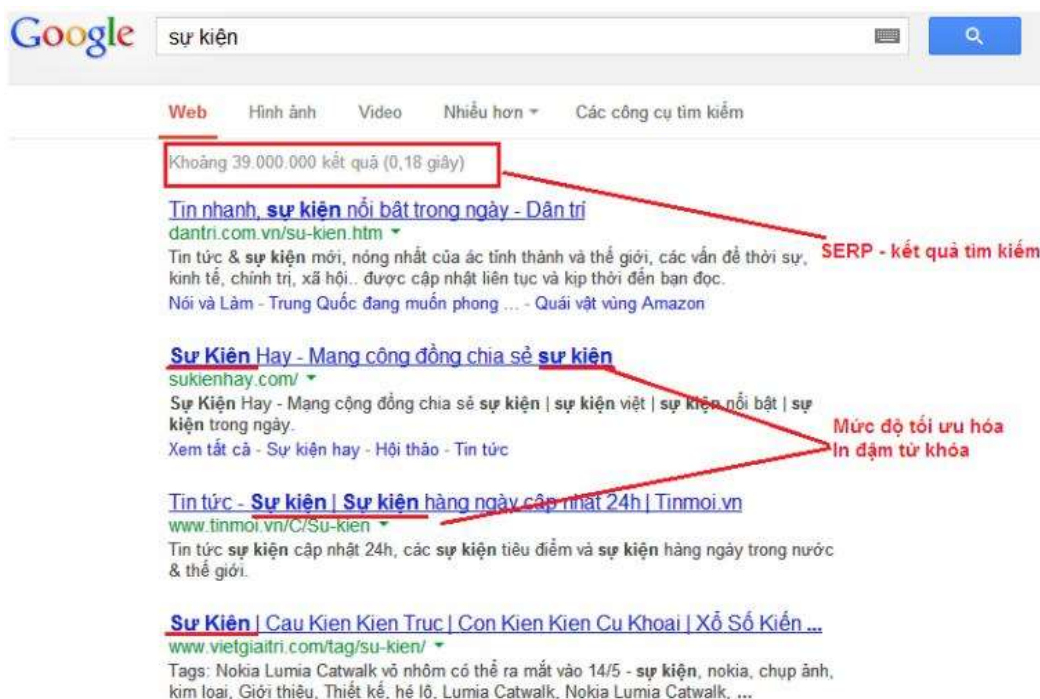 Google sự kiện
Web Hình ảnh Video Nhiều hơn Các công cụ tìm kiếm
Khoảng 39.000.000 kết quả (0,18 giây)
Tin nhanh, sự kiện nổi bật trong ngày - Dân trí
dantri.com.vn/su-kien.htm
Tin tức & sự kiện mới, nóng nhất của ác tỉnh thành và thế giới, các vấn đề thời sự,
kinh tế, chính trị, xã hội.. được cập nhật liên tục và kịp thời đến bạn đọc.
Nói và Làm - Trung Quốc đang muốn phong ... - Quái vật vùng Amazon
SERP - kết quả tìm kiếm
Sự Kiện Hay - Mạng cộng đồng chia sẻ sự kiện
sukienhay.com/
Sự Kiện Hay - Mạng cộng đồng chia sẻ sự kiện | sự kiện việt | sự kiện nổi bật | sự
kiện trong ngày.
Xem tất cả - Sự kiện hay - Hội thảo - Tin tức
Mức độ tối ưu hóa
In đậm từ khóa
Tin tức - Sự kiện | Sự kiện hàng ngày cập nhật 24h | Tinmoi.vn
www.tinmoi.vn/C/Su-kien
Tin tức sự kiện cập nhật 24h, các sự kiện tiêu điểm và sự kiện hàng ngày trong nước
& thế giới.
Sự Kiện | Cau Kien Kien Truc | Con Kien Kien Cu Khoai | Xổ Số Kiến ...
www.vietgiaitri.com/tag/su-kien/
Tags: Nokia Lumia Catwalk vỏ nhôm có thể ra mắt vào 14/5 - sự kiện, nokia, chụp ảnh,
kim loại, Giới thiệu, Thiết kế, hé lộ, Lumia Catwalk, Nokia Lumia Catwalk, ...